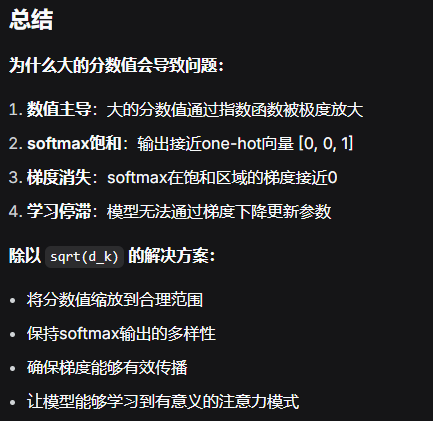 总结
为什么大的分数值会导致问题：
1. 数值主导：大的分数值通过指数函数被极度放大
2. softmax饱和：输出接近one-hot向量 [0, 0, 1]
3. 梯度消失：softmax在饱和区域的梯度接近0
4. 学习停滞：模型无法通过梯度下降更新参数
除以 sqrt(d_k) 的解决方案：
• 将分数值缩放到合理范围
• 保持softmax输出的多样性
• 确保梯度能够有效传播
• 让模型能够学习到有意义的注意力模式